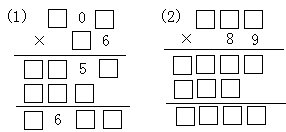 (1) □ 0 □ (2) □ □ □
× □ 6 × 8 9
□ □ 5 □ □ □ □ □
□ □ □ □ □ □
□ 6 □ □ □ □ □ □